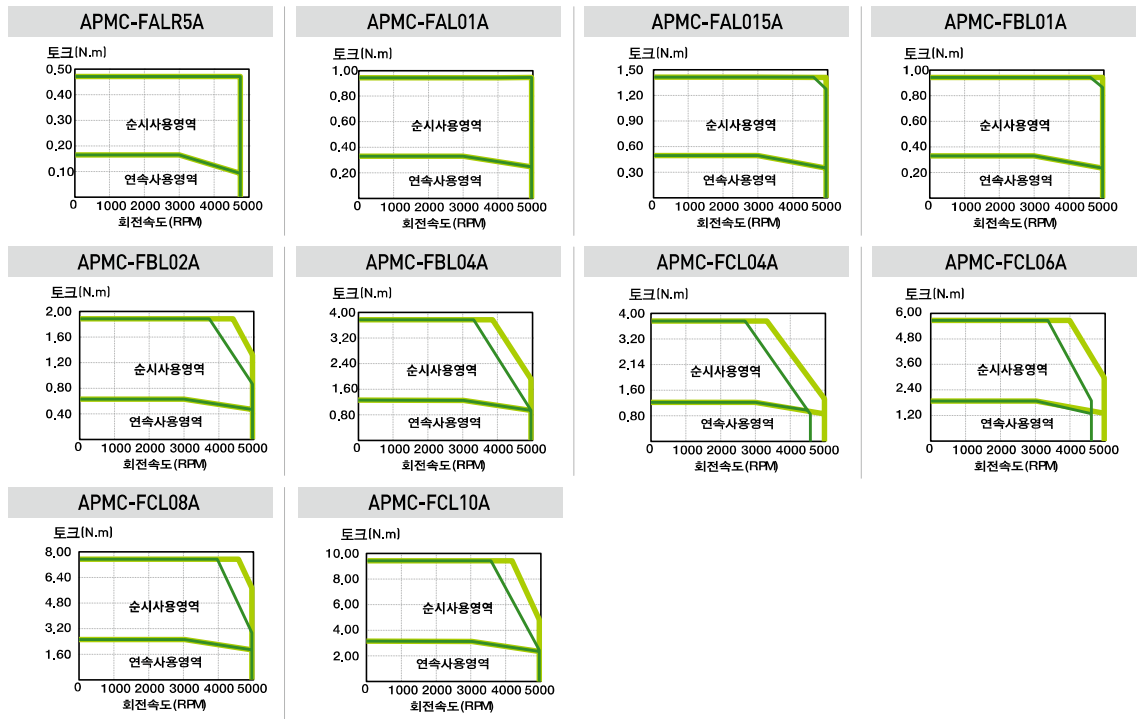 APMC-FALR5A
토크(N.m)
0,50
0,40
0,30
0,20
0,10
순시사용영역
연속사용영역
0 1000 2000 3000 4000 5000
회전속도(RPM)
APMC-FAL01A
토크(N.m)
1,00
0,80
0,60
0,40
0,20
순시사용영역
연속사용영역
0 1000 2000 3000 4000 5000
회전속도(RPM)
APMC-FAL015A
토크(N.m)
1,50
1,20
0,90
0,60
0,30
순시사용영역
연속사용영역
0 1000 2000 3000 4000 5000
회전속도(RPM)
APMC-FBL01A
토크(N.m)
1,00
0,80
0,60
0,40
0,20
순시사용영역
연속사용영역
0 1000 2000 3000 4000 5000
회전속도(RPM)
APMC-FBL02A
토크(N.m)
2,00
1,60
1,20
0,80
0,40
순시사용영역
연속사용영역
0 1000 2000 3000 4000 5000
회전속도(RPM)
APMC-FBL04A
토크(N.m)
4,00
3,20
2,40
1,60
0,80
순시사용영역
연속사용영역
0 1000 2000 3000 4000 5000
회전속도(RPM)
APMC-FCL04A
토크(N.m)
4,00
3,20
2,14
1,60
0,80
순시사용영역
연속사용영역
0 1000 2000 3000 4000 5000
회전속도(RPM)
APMC-FCL06A
토크(N.m)
6,00
4,80
3,60
2,40
1,20
순시사용영역
연속사용영역
0 1000 2000 3000 4000 5000
회전속도(RPM)
APMC-FCL08A
토크(N.m)
8,00
6,40
4,80
3,20
1,60
순시사용영역
연속사용영역
0 1000 2000 3000 4000 5000
회전속도(RPM)
APMC-FCL10A
토크(N.m)
10,00
8,00
6,00
4,00
2,00
순시사용영역
연속사용영역
0 1000 2000 3000 4000 5000
회전속도(RPM)